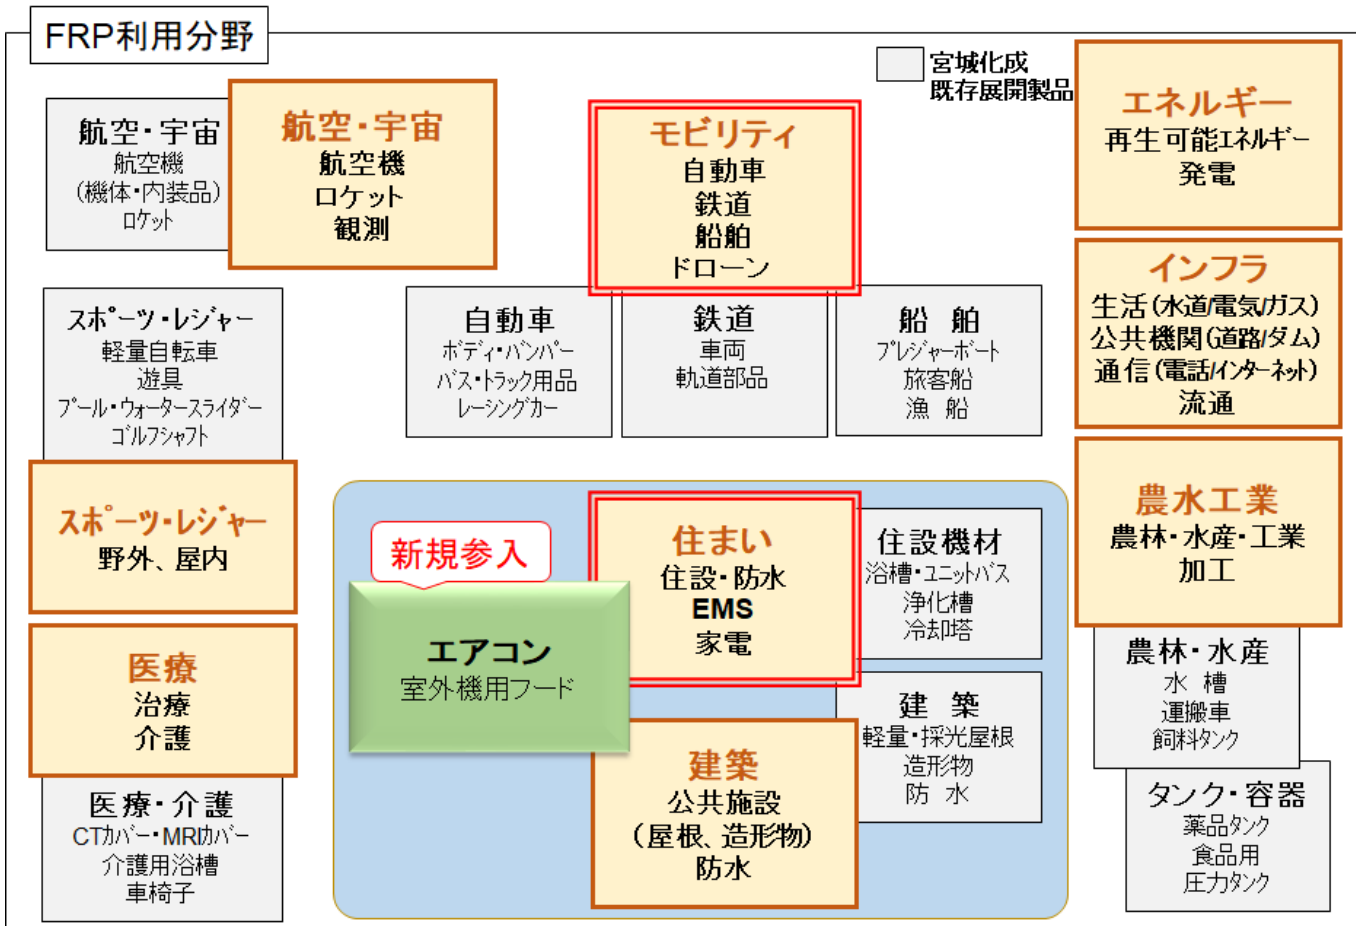 FRP利用分野
宮城化成
既存展開製品
航空・宇宙
航空機
(機体・内装品)
ロケット
航空・宇宙
航空機
ロケット
観測
モビリティ
自動車
鉄道
船舶
ドローン
エネルギー
再生可能エネルギー
発電
インフラ
生活(水道/電気/ガス)
公共機関(道路/ダム)
通信(電話/インターネット)
流通
スポーツ・レジャー
軽量自転車
遊具
プール・ウォータースライダー
ゴルフシャフト
自動車
ボディ・バンパー
バス・トラック用品
レーシングカー
鉄道
車両
軌道部品
船 舶
プレジャーボート
旅客船
漁 船
スポーツ・レジャー
野外、屋内
新規参入
エアコン
室外機用フード
住まい
住設・防水
EMS
家電
住設機材
浴槽・ユニットバス
浄化槽
冷却塔
農水工業
農林・水産・工業
加工
医療
治療
介護
建築
公共施設
(屋根、造形物)
防水
建 築
軽量・採光屋根
造形物
防 水
農林・水産
水 槽
運搬車
飼料タンク
医療・介護
CTカバー・MRIカバー
介護用浴槽
車椅子
タンク・容器
薬品タンク
食品用
圧力タンク